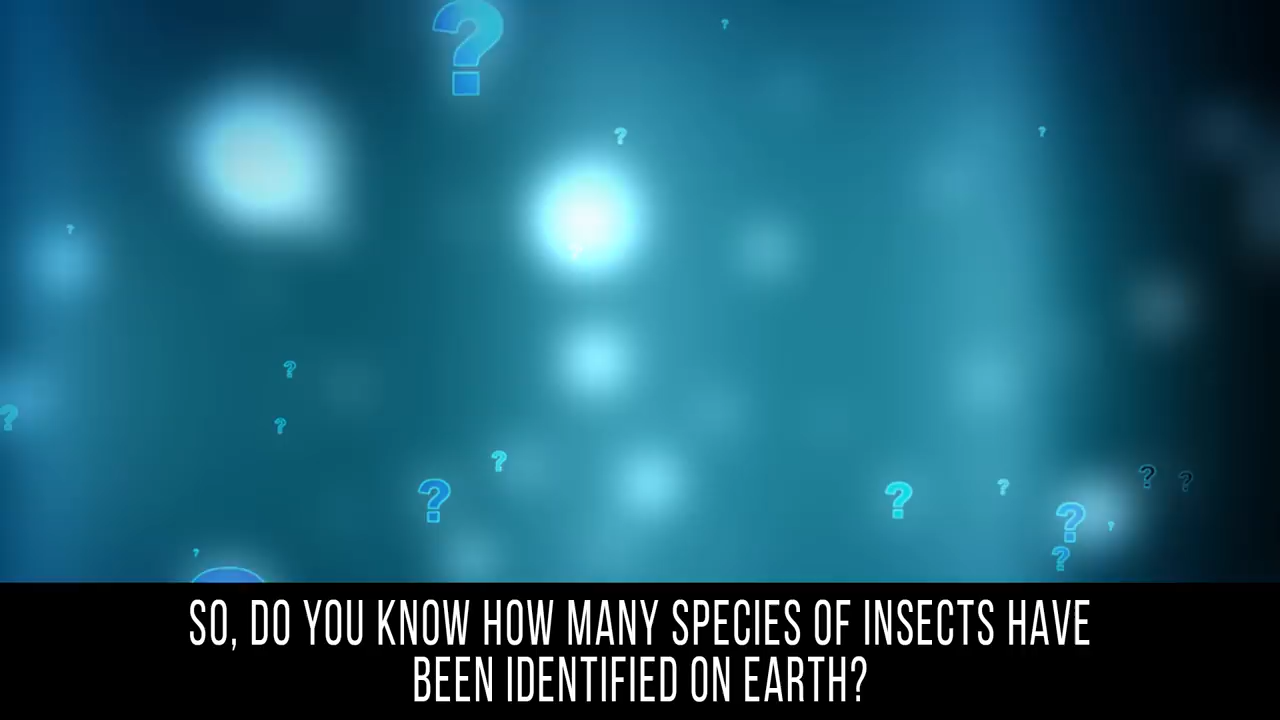 SO, DO YOU KNOW HOW MANY SPECIES OF INSECTS HAVE
BEEN IDENTIFIED ON EARTH?